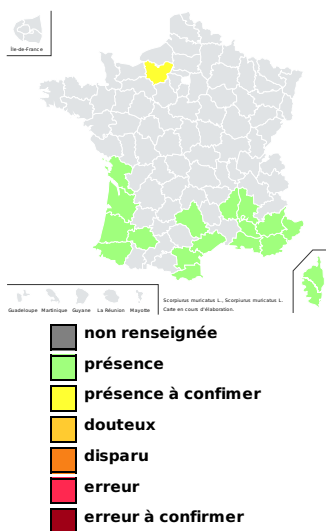 Île-de-France
Guadeloupe Martinique Guyane La Réunion Mayotte
Scorpiurus muricatus L., Scorpiurus muricatus L.
Carte en cours d'élaboration.
non renseignée
présence
présence à confimer
douteux
disparu
erreur
erreur à confirmer